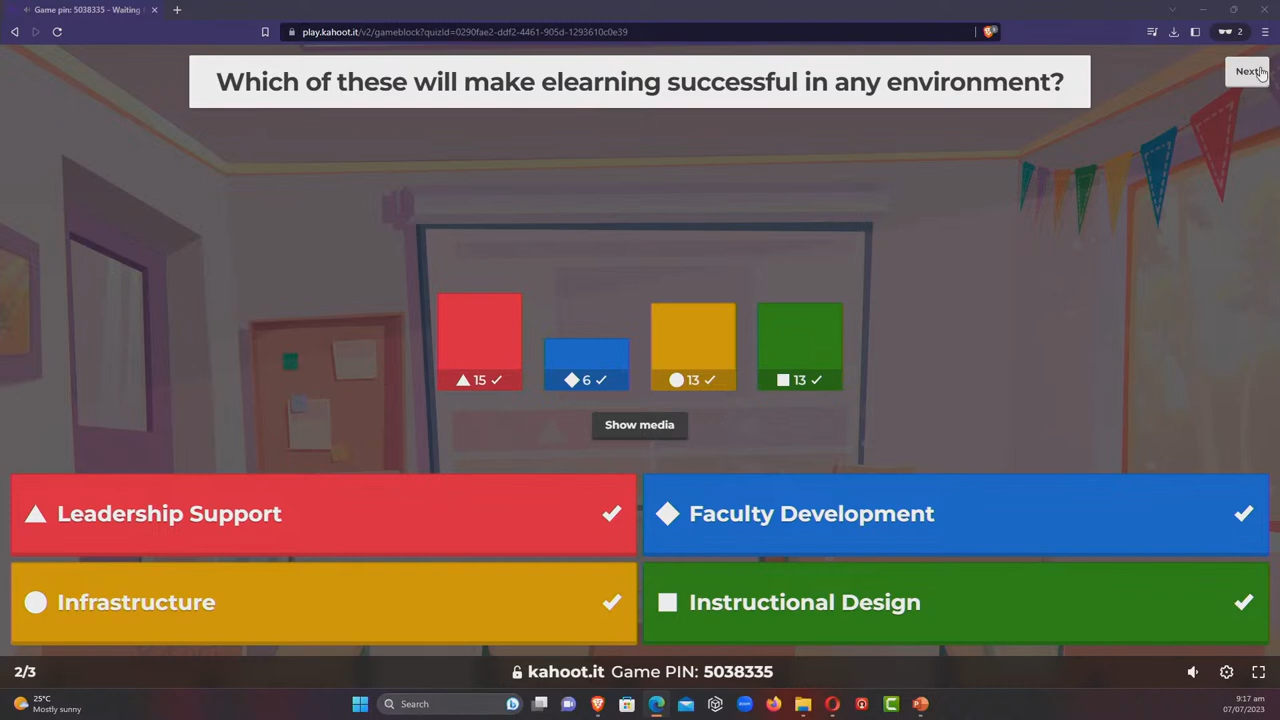 Game pin: 5038335 - Waiting
play.kahoot.it/v2/gameblock?quizId=0290fae2-ddf2-4461-905d-1293610c0e39
2
Which of these will make elearning successful in any environment?
Next
15
6
13
13
Show media
Leadership Support
Faculty Development
Infrastructure
Instructional Design
2/3
kahoot.it Game PIN: 5038335
25°C
Mostly sunny
Search
9:17 am
07/07/2023